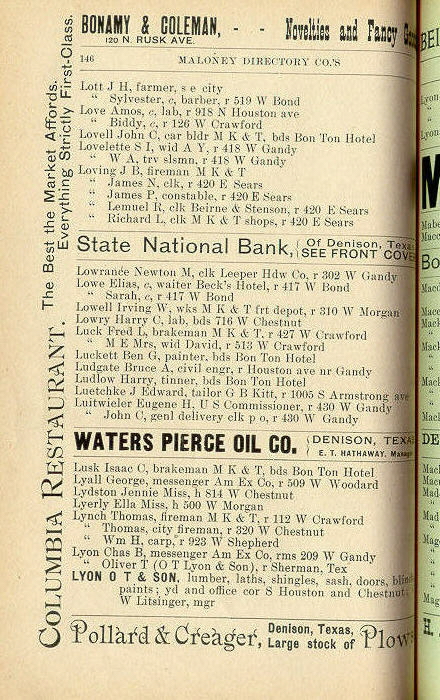 BONAMY & COLEMAN, - - Novelties and Fancy
120 N. RUSK AVE.
146 MALONEY DIRECTORY CO.'S
Lott J H, farmer, s e city
" Sylvester, c, barber, r 519 W Bond
Love Amos, c, lab, r 918 N Houston ave
" Biddy, c, r 126 W Crawford
Lovell John C, car bldr M K & T, bds Bon Ton Hotel
Lovelette S I, wid A Y, r 418 W Gandy
" W A, trv slsmn, r 418 W Gandy
Loving J B, fireman M K & T
" James N, clk, r 420 E Sears
" James P, constable, r 420 E Sears
" Lemuel R, clk Beirne & Stenson, r 420 E Sears
" Richard L, clk M K & T shops, r 420 E Sears
State National Bank, { Of Denison, Texa
SEE FRONT COVE
Lowrance Newton M, clk Leeper Hdw Co, r 302 W Gandy
Lowe Elias, c, waiter Beck's Hotel, r 417 W Bond
" Sarah, c, r 417 W Bond
Lowell Irving W, wks M K & T frt depot, r 310 W Morgan
Lowry Harry C, lab, bds 716 W Chestnut
Luck Fred L, brakeman M K & T, r 427 W Crawford
" M E Mrs, wid David, r 513 W Crawford
Luckett Ben G, painter, bds Bon Ton Hotel
Ludgate Bruce A, civil engr, r Houston ave nr Gandy
Ludlow Harry, tinner, bds Bon Ton Hotel
Luetchke J Edward, tailor G B Kitt, r 1005 S Armstrong ave
Luitwieler Eugene H, U S Commissioner, r 430 W Gandy
" John C, genl delivery clk p o, r 430 W Gandy
WATERS PIERCE OIL CO. { DENISON, TEXA
E. T. HATHAWAY, Manag
Lusk Isaac C, brakeman M K & T, bds Bon Ton Hotel
Lyall George, messenger Am Ex Co, r 509 W Woodard
Lydston Jennie Miss, h 814 W Chestnut
Lyerly Ella Miss, h 500 W Morgan
Lynch Thomas, fireman M K & T, r 112 W Crawford
" Thomas, city fireman, r 320 W Chestnut
" Wm H, carp, r 923 W Shepherd
Lyon Chas B, messenger Am Ex Co, rms 209 W Gandy
" Oliver T (O T Lyon & Son), r Sherman, Tex
LYON O T & SON, lumber, laths, shingles, sash, doors, blin
paints; yd and office cor S Houston and Chestnut,
W Litsinger, mgr
Pollard & Creager, Denison, Texas,
Large stock of Plows
COLUMBIA RESTAURANT. The Best the Market Affords.
Everything Strictly First-Class.